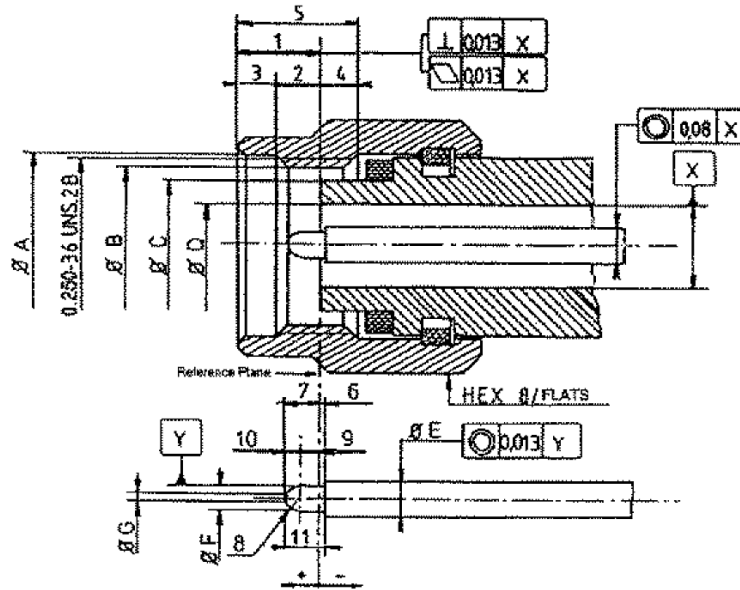 5
1
3 2 4
⊥ 0,013 X
▱ 0,013 X
◎ 0,08 X
X
Ø A
0.250-36 UNS.2B
Ø B
Ø C
Ø D
Reference Plane
7 6
HEX 8/FLATS
10 9
Y
Ø E
◎ 0,013 Y
Ø G
Ø F
8
11
+ -